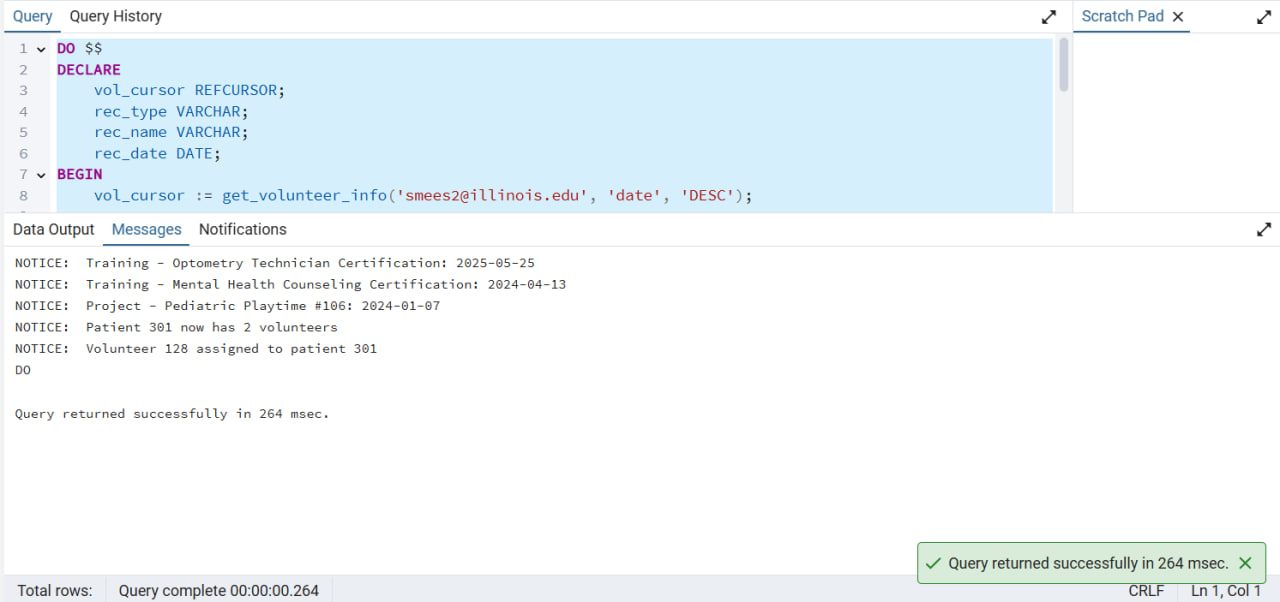 Query Query History Scratch Pad
1 DO $$
2 DECLARE
3 vol_cursor REFCURSOR;
4 rec_type VARCHAR;
5 rec_name VARCHAR;
6 rec_date DATE;
7 BEGIN
8 vol_cursor := get_volunteer_info('smees2@illinois.edu', 'date', 'DESC');
Data Output Messages Notifications
NOTICE: Training - Optometry Technician Certification: 2025-05-25
NOTICE: Training - Mental Health Counseling Certification: 2024-04-13
NOTICE: Project - Pediatric Playtime #106: 2024-01-07
NOTICE: Patient 301 now has 2 volunteers
NOTICE: Volunteer 128 assigned to patient 301
DO
Query returned successfully in 264 msec.
Query returned successfully in 264 msec.
Total rows: Query complete 00:00:00.264 CRLF Ln 1, Col 1